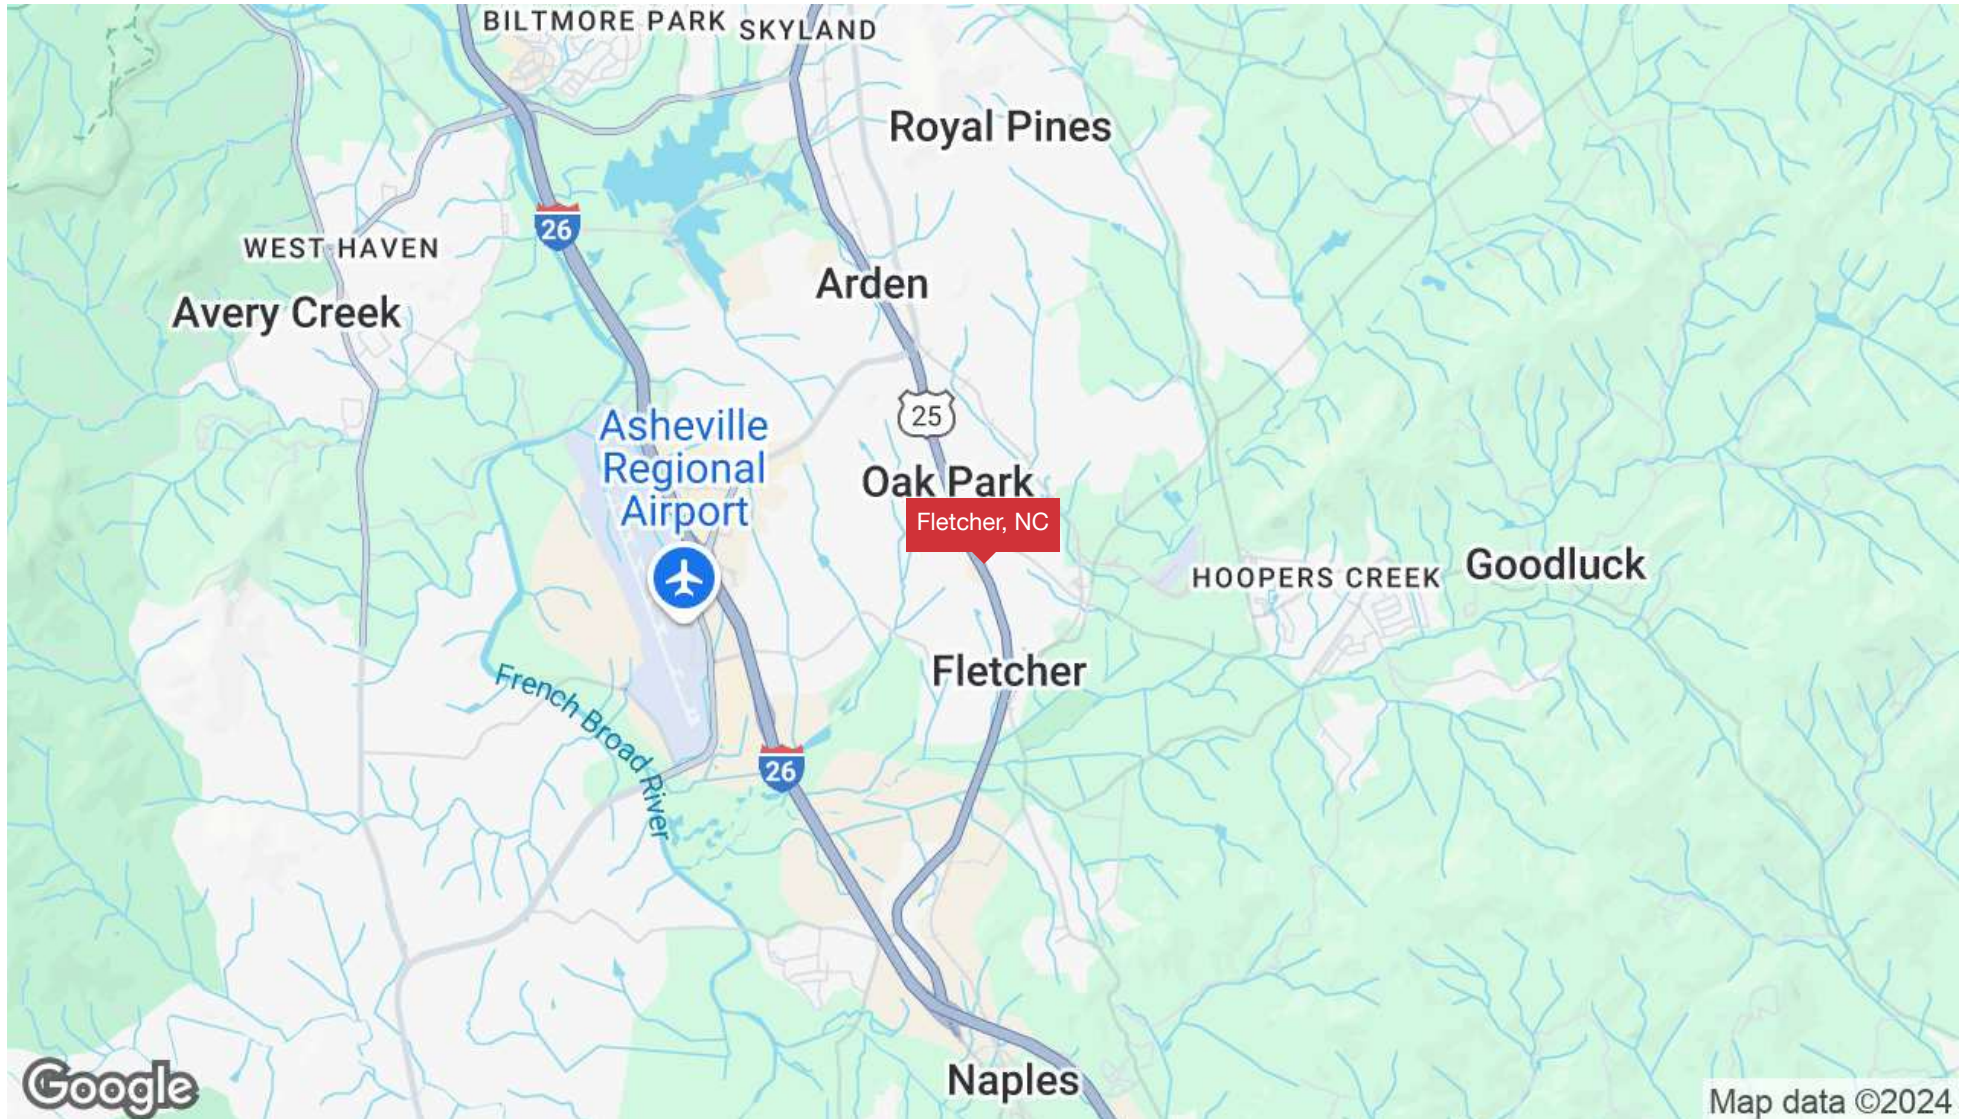 BILTMORE PARK
SKYLAND
Royal Pines
26
WEST HAVEN
Arden
Avery Creek
25
Asheville
Regional
Airport
Oak Park
Fletcher, NC
HOOPERS CREEK
Goodluck
Fletcher
French Broad River
26
Naples
Google
Map data ©2024